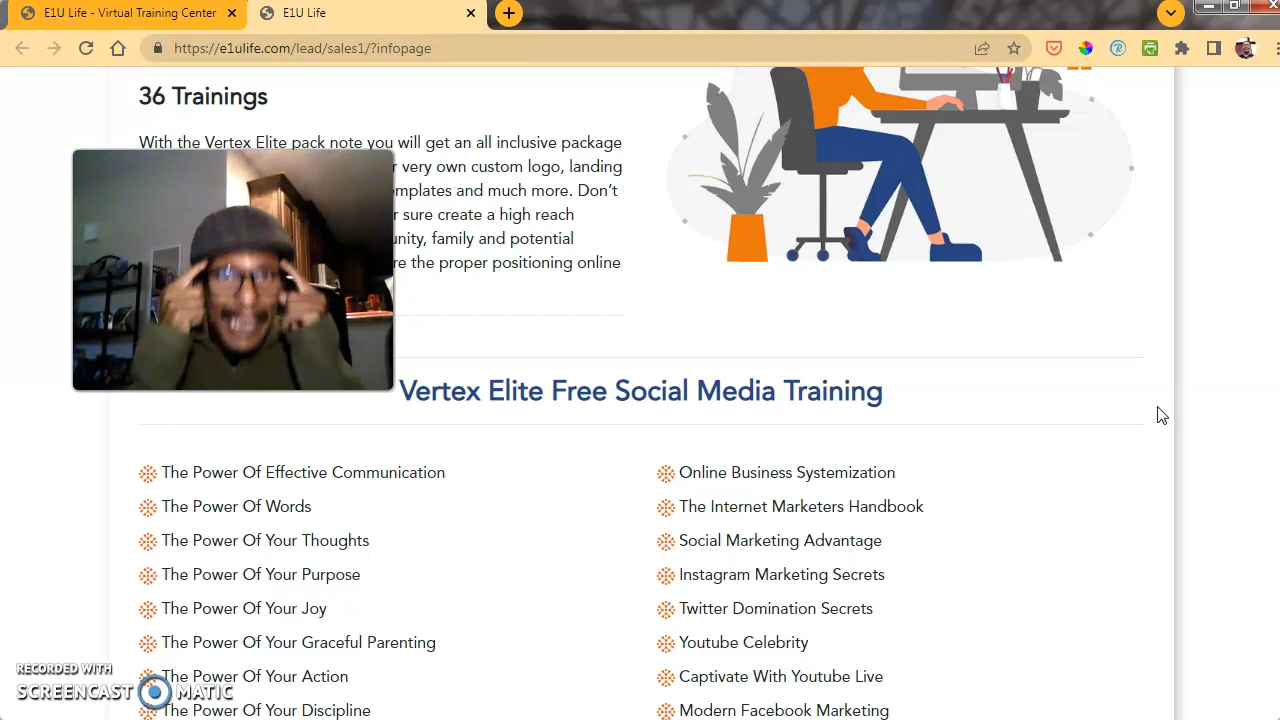 E1U Life - Virtual Training Center
E1U Life
https://e1ulife.com/lead/sales1/?infopage
36 Trainings
With the Vertex Elite pack note you will get an all inclusive package
very own custom logo, landing
templates and much more. Don't
sure create a high reach
family and potential
the proper positioning online
Vertex Elite Free Social Media Training
The Power Of Effective Communication
The Power Of Words
The Power Of Your Thoughts
The Power Of Your Purpose
The Power Of Your Joy
The Power Of Your Graceful Parenting
The Power Of Your Action
The Power Of Your Discipline
Online Business Systemization
The Internet Marketers Handbook
Social Marketing Advantage
Instagram Marketing Secrets
Twitter Domination Secrets
Youtube Celebrity
Captivate With Youtube Live
Modern Facebook Marketing
RECORDED WITH
SCREENCAST MATIC